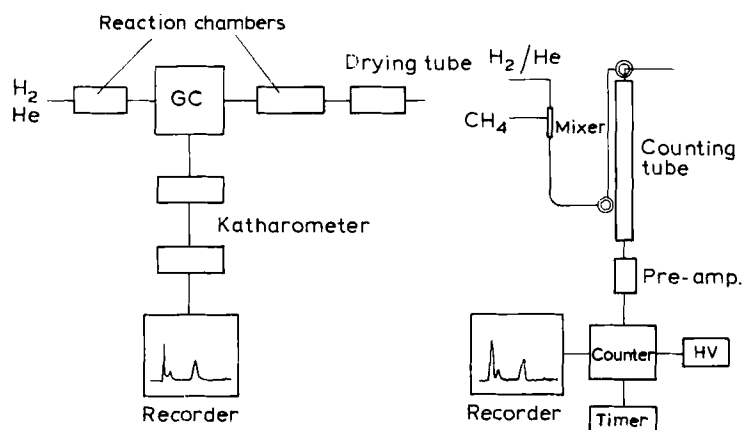 Reaction chambers
H2
He
GC
Drying tube
Katharometer
Recorder
H2/He
CH4
Mixer
Counting
tube
Pre-amp.
Counter
HV
Recorder
Timer